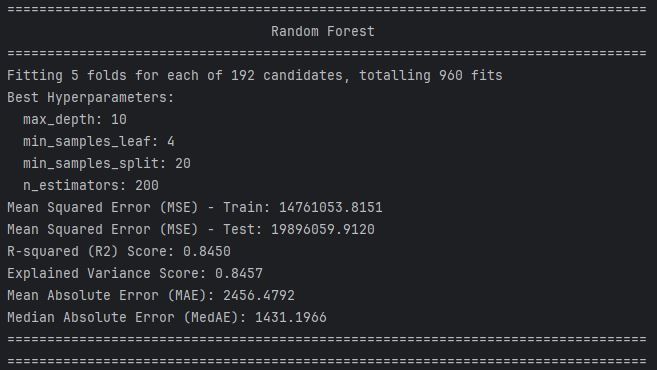 ================================================================================
Random Forest
================================================================================
Fitting 5 folds for each of 192 candidates, totalling 960 fits
Best Hyperparameters:
  max_depth: 10
  min_samples_leaf: 4
  min_samples_split: 20
  n_estimators: 200
Mean Squared Error (MSE) - Train: 14761053.8151
Mean Squared Error (MSE) - Test: 19896059.9120
R-squared (R2) Score: 0.8450
Explained Variance Score: 0.8457
Mean Absolute Error (MAE): 2456.4792
Median Absolute Error (MedAE): 1431.1966
================================================================================
================================================================================